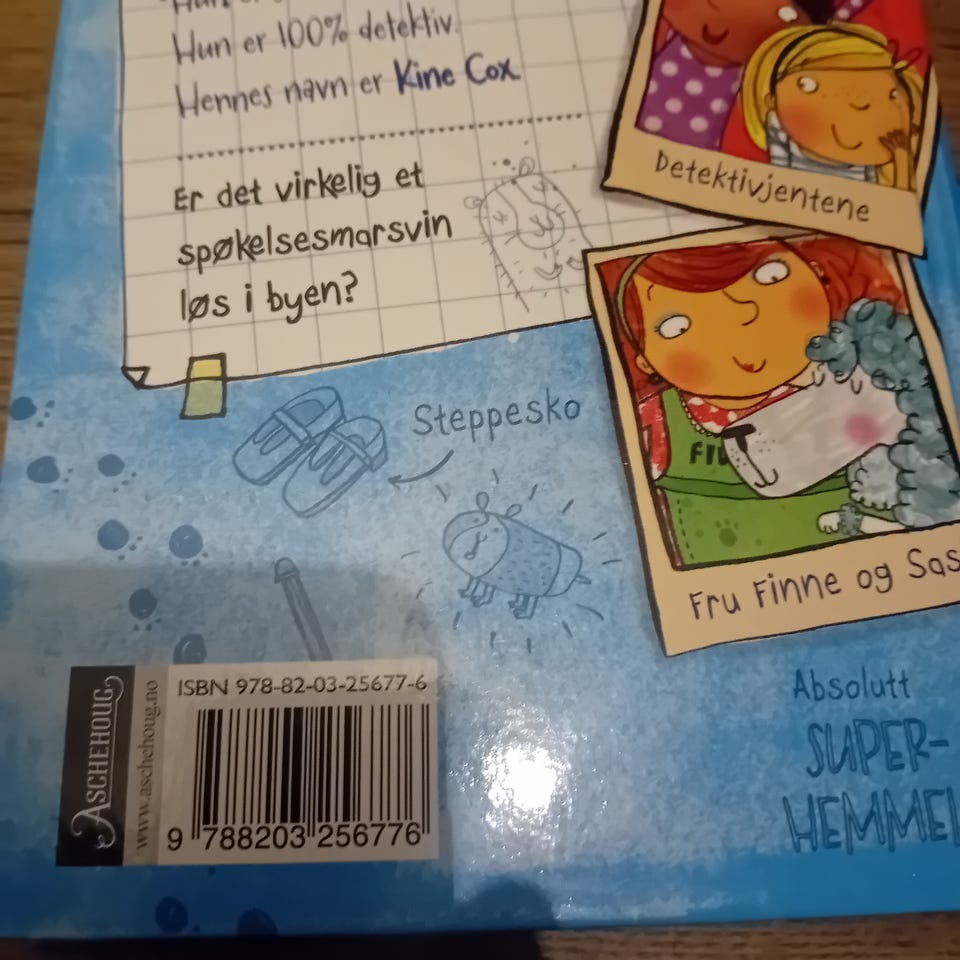 Hun er 100% detektiv.
Hennes navn er Kine Cox
Er det virkelig et
spøkelsesmarsvin
løs i byen?
Detektivjentene
Steppesko
Fru Finne og Sas
Absolutt
SUPER-
HEMMEL
ASCHEHOUG
www.aschehoug.no
ISBN 978-82-03-25677-6
9 788203 256776